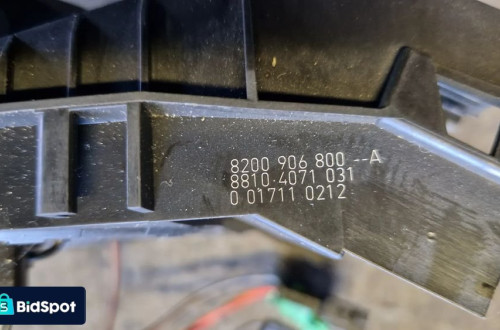 8200 906 800 --A
8810 4071 031
0 01711 0212
BidSpot